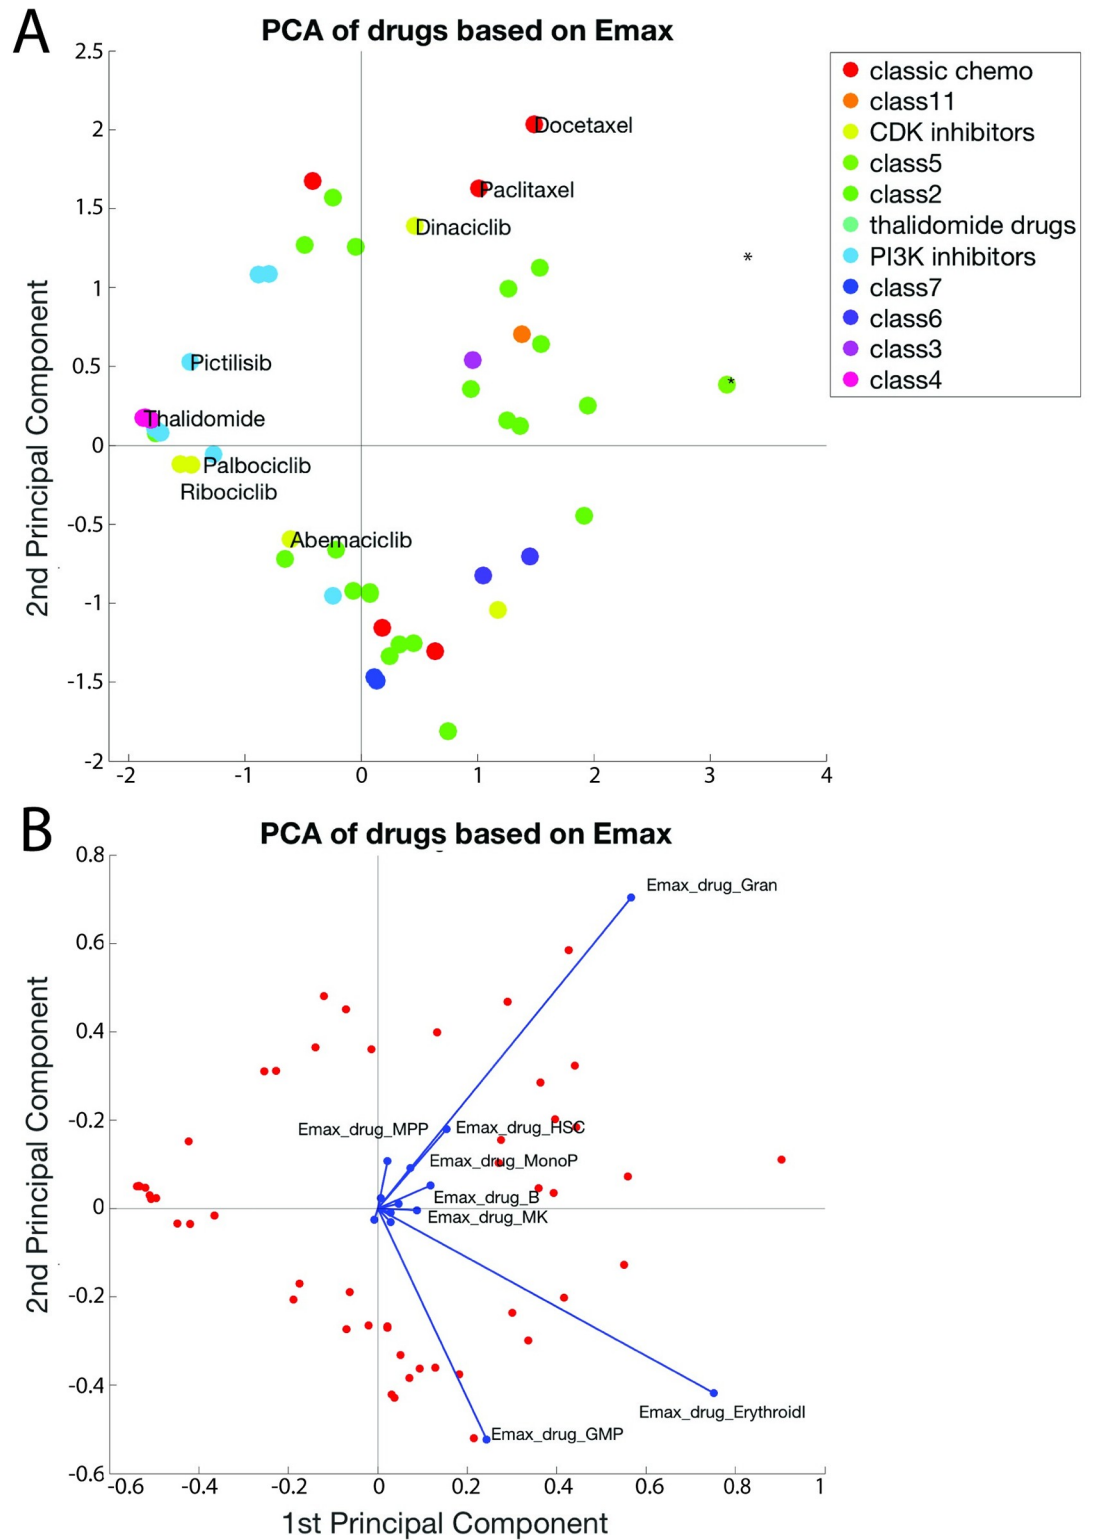 A
PCA of drugs based on Emax
2.5
2
1.5
1
0.5
0
-0.5
-1
-1.5
-2
2nd Principal Component
Docetaxel
Paclitaxel
Dinaciclib
*
Pictilisib
*
Thalidomide
Palbociclib
Ribociclib
Abemaciclib
-2
-1
0
1
2
3
4
classic chemo
class11
CDK inhibitors
class5
class2
thalidomide drugs
PI3K inhibitors
class7
class6
class3
class4
B
PCA of drugs based on Emax
0.8
0.6
0.4
-0.2
0
-0.2
-0.4
-0.6
2nd Principal Component
Emax_drug_Gran
Emax_drug_MPP
Emax_drug_HSC
Emax_drug_MonoP
Emax_drug_B
Emax_drug_MK
Emax_drug_ErythroidI
Emax_drug_GMP
-0.6
-0.4
-0.2
0
0.2
0.4
0.6
0.8
1
1st Principal Component